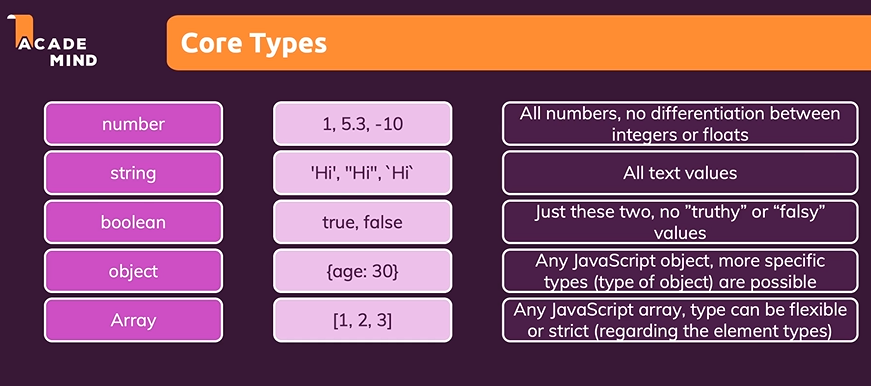 ACADE
MIND
Core Types
number
1, 5.3, -10
All numbers, no differentiation between
integers or floats
string
'Hi', "Hi", `Hi`
All text values
boolean
true, false
Just these two, no ”truthy” or “falsy”
values
object
{age: 30}
Any JavaScript object, more specific
types (type of object) are possible
Array
[1, 2, 3]
Any JavaScript array, type can be flexible
or strict (regarding the element types)